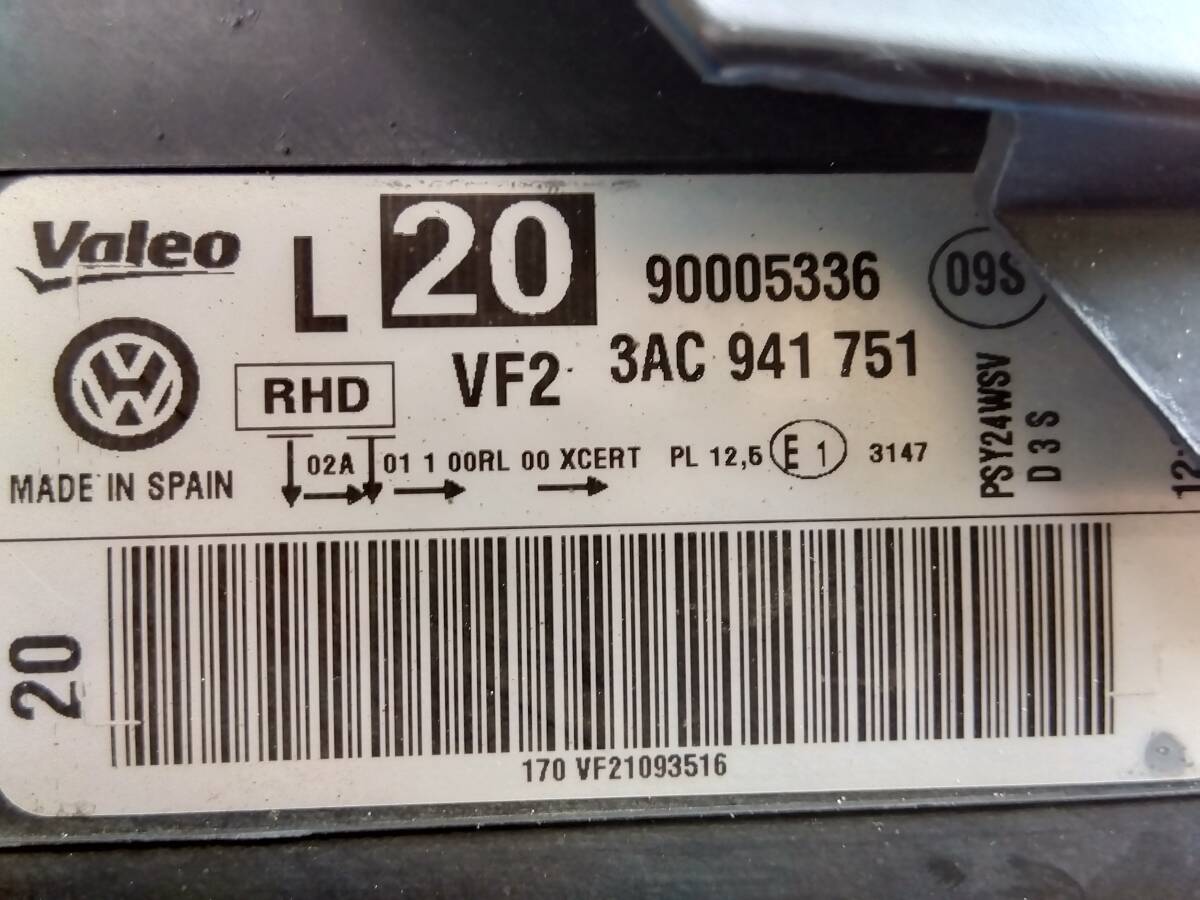 Valeo
L 20
90005336
09S
VF2
3AC 941 751
RHD
MADE IN SPAIN
02A 01 1 00RL 00 XCERT PL 12,5 E 1 3147
PSY24WSV
D3S
20
170 VF21093516